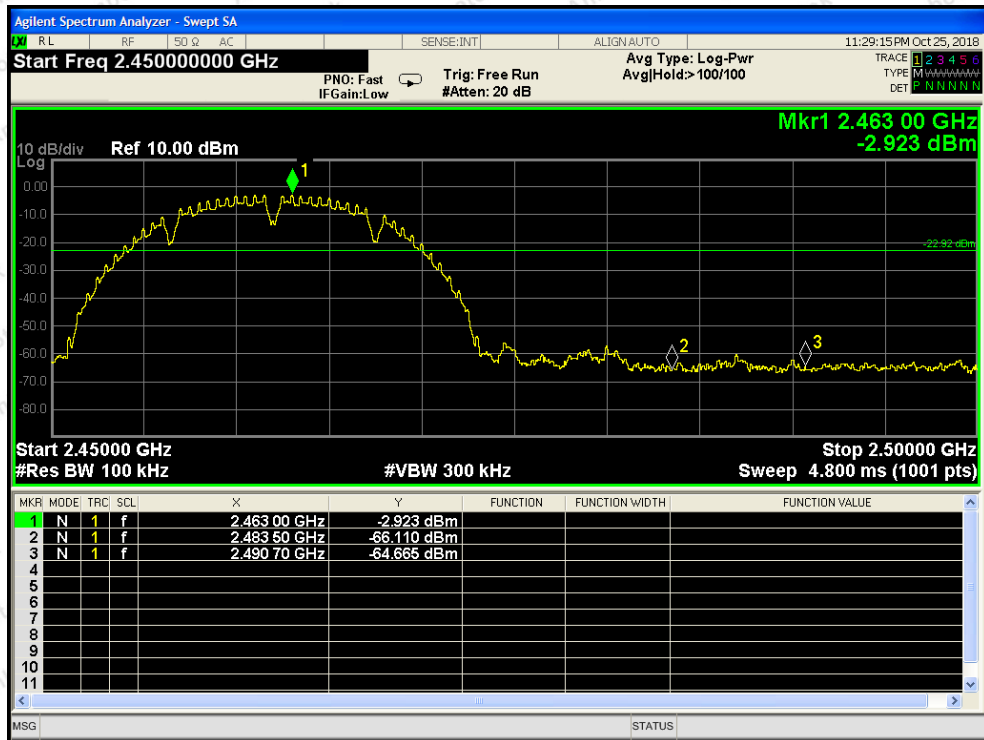 Agilent Spectrum Analyzer - Swept SA
LXI RL RF 50 Ω AC SENSE:INT ALIGNAUTO 11:29:15 PM Oct 25, 2018
Start Freq 2.450000000 GHz
Avg Type: Log-Pwr
TRACE 1 2 3 4 5 6
PNO: Fast Trig: Free Run Avg|Hold:> 100/100
TYPE M
IFGain:Low #Atten: 20 dB
DET P N N N N N
Mkr1 2.463 00 GHz
10 dB/div Ref 10.00 dBm -2.923 dBm
Log
1
0.00
-10.0
-20.0
-22.92 dBm
-30.0
-40.0
-50.0
2
3
-60.0
-70.0
-80.0
Start 2.45000 GHz Stop 2.50000 GHz
#Res BW 100 kHz #VBW 300 kHz Sweep 4.800 ms (1001 pts)
MKR MODE TRC SCL X Y FUNCTION FUNCTION WIDTH FUNCTION VALUE
1 N 1 f 2.463 00 GHz -2.923 dBm
2 N 1 f 2.483 50 GHz -66.110 dBm
3 N 1 f 2.490 70 GHz -64.665 dBm
4
5
6
7
8
9
10
11
MSG STATUS